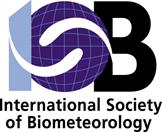 ISB
International Society
of Biometeorology